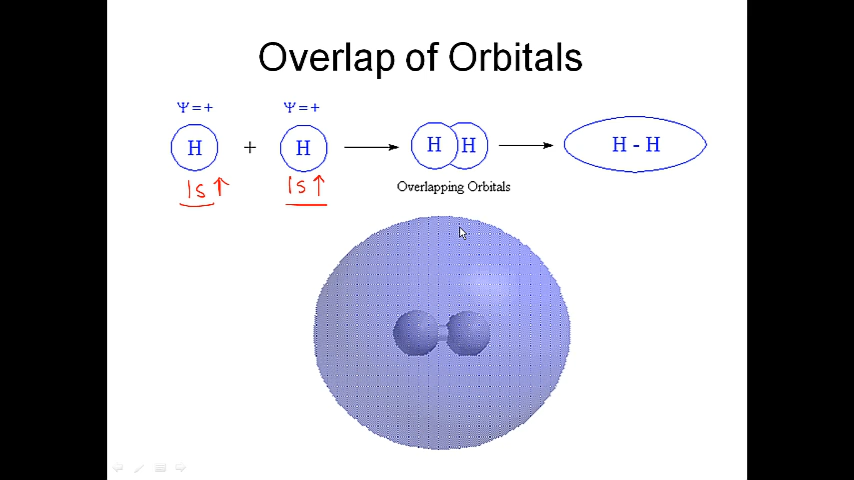 Overlap of Orbitals
Ψ=+ Ψ=+
H + H H H H - H
1s↑ 1s↑
Overlapping Orbitals